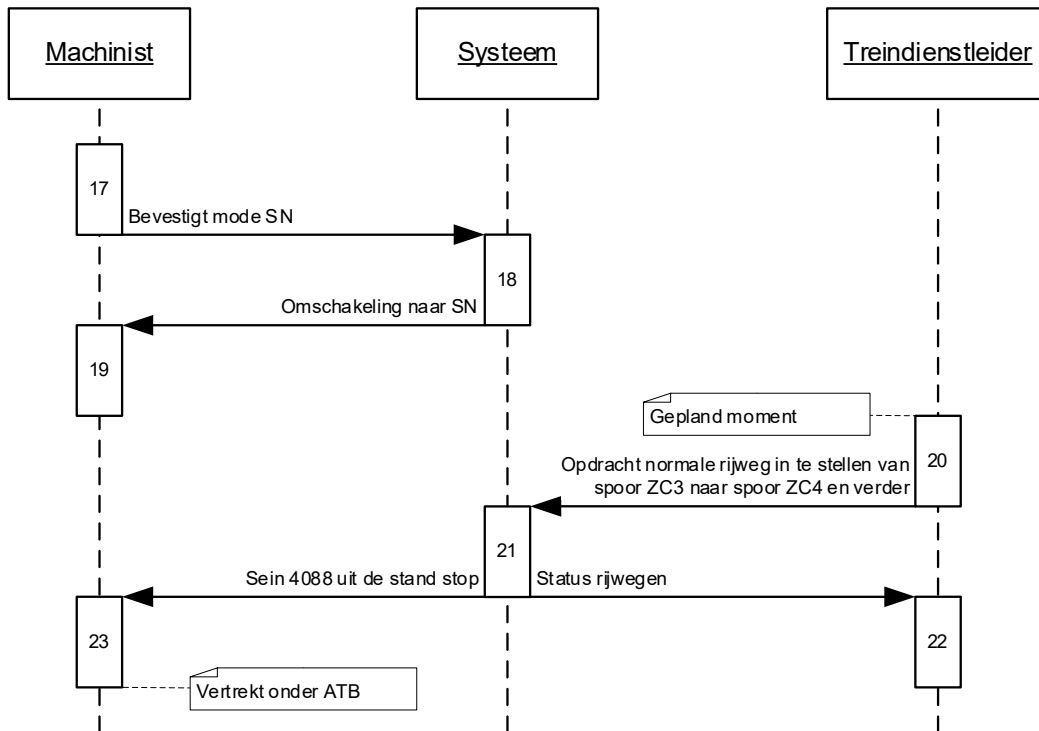 Machinist
Systeem
Treindienstleider
17
Bevestigt mode SN
18
Omschakeling naar SN
19
Gepland moment
20
Opdracht normale rijweg in te stellen van
spoor ZC3 naar spoor ZC4 en verder
21
Sein 4088 uit de stand stop
Status rijwegen
23
22
Vertrekt onder ATB